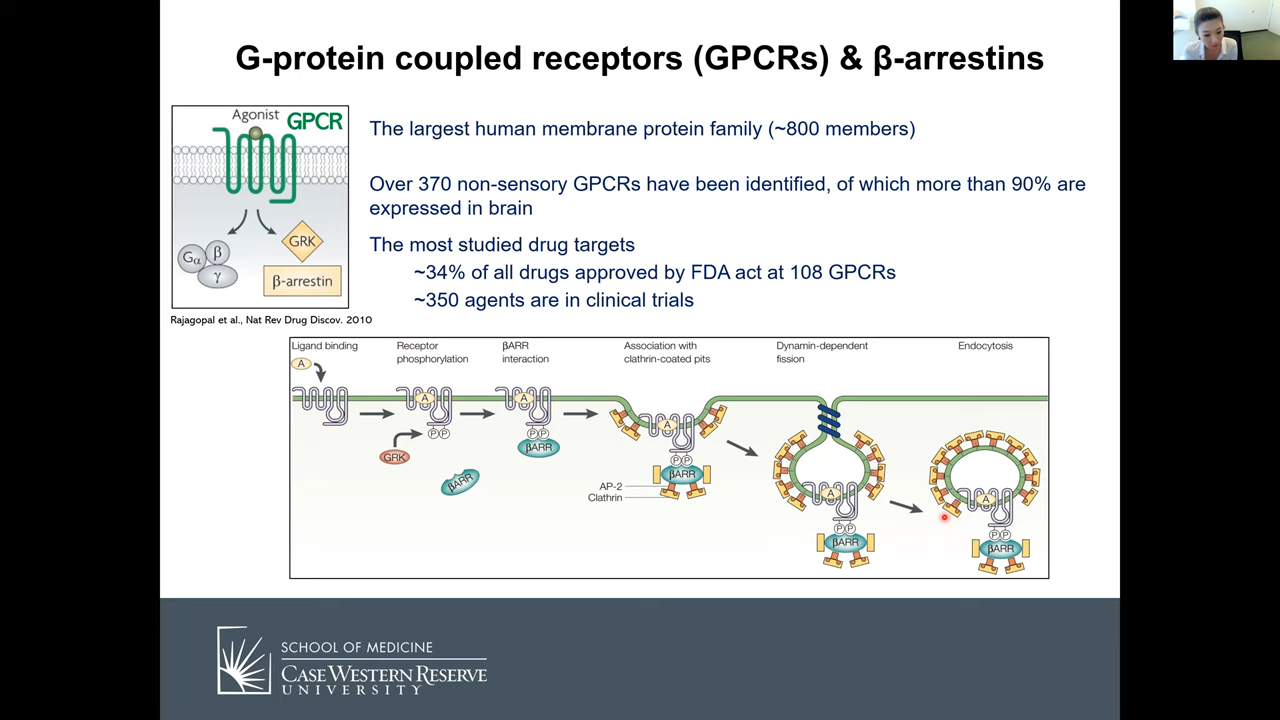 G-protein coupled receptors (GPCRs) & β-arrestins
Agonist
GPCR
Gα
β
γ
GRK
β-arrestin
Rajagopal et al., Nat Rev Drug Discov. 2010
The largest human membrane protein family (~800 members)
Over 370 non-sensory GPCRs have been identified, of which more than 90% are
expressed in brain
The most studied drug targets
~34% of all drugs approved by FDA act at 108 GPCRs
~350 agents are in clinical trials
Ligand binding
A
Receptor
phosphorylation
A
P P
GRK
βARR
βARR
interaction
A
P P
βARR
Association with
clathrin-coated pits
A
P P
βARR
AP-2
Clathrin
Dynamin-dependent
fission
A
P P
βARR
Endocytosis
A
P P
βARR
SCHOOL OF MEDICINE
CASE WESTERN RESERVE
UNIVERSITY